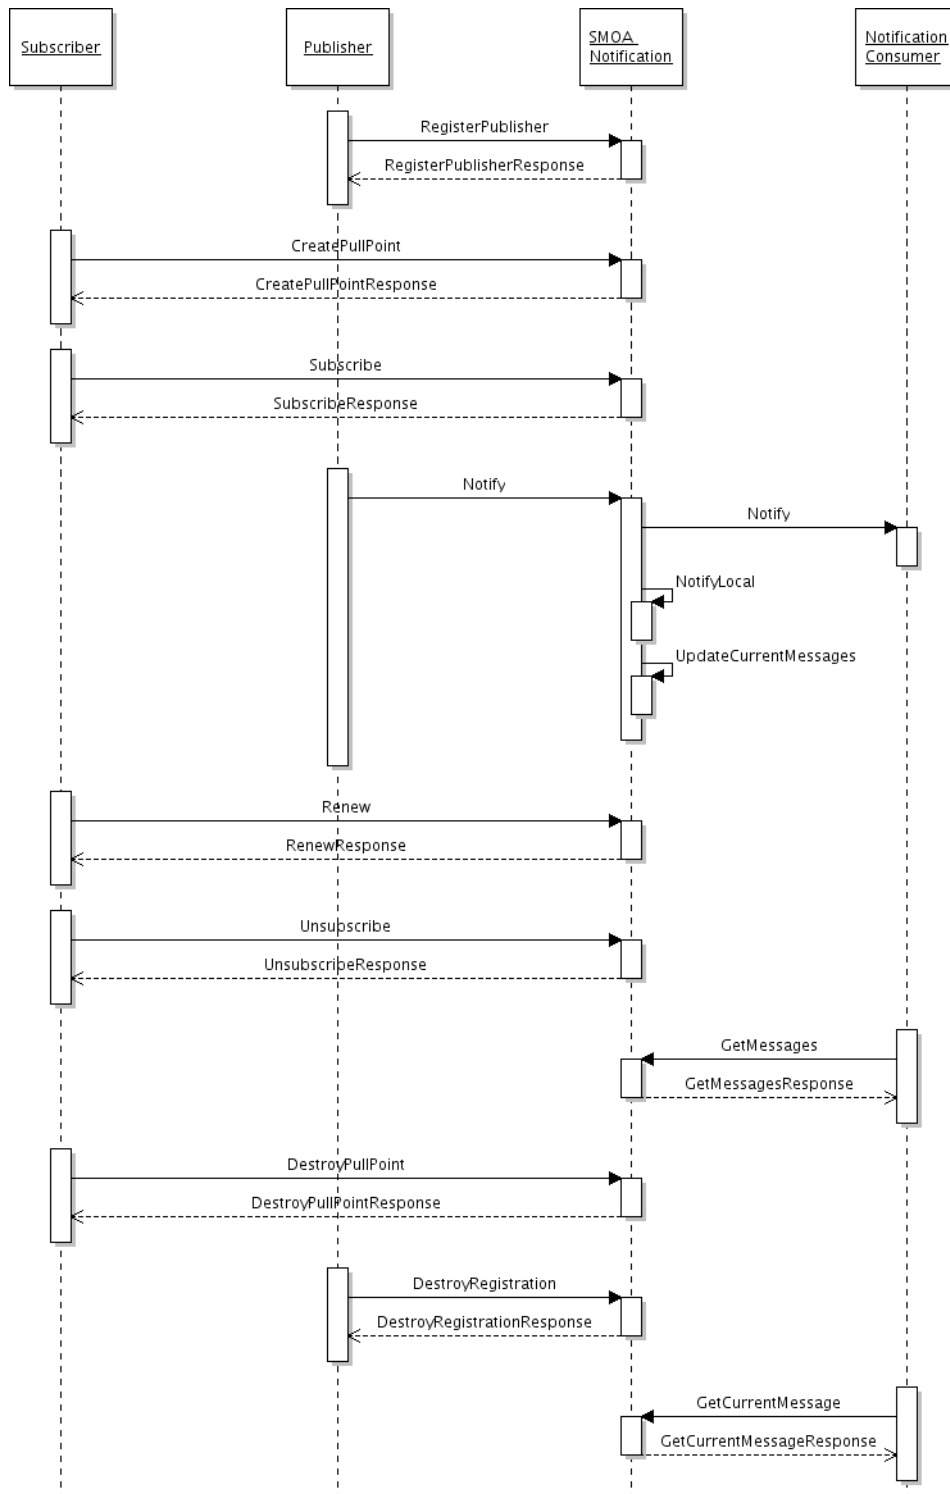 Subscriber
Publisher
SMOA
Notification
Notification
Consumer
RegisterPublisher
RegisterPublisherResponse
CreatePullPoint
CreatePullPointResponse
Subscribe
SubscribeResponse
Notify
Notify
NotifyLocal
UpdateCurrentMessages
Renew
RenewResponse
Unsubscribe
UnsubscribeResponse
GetMessages
GetMessagesResponse
DestroyPullPoint
DestroyPullPointResponse
DestroyRegistration
DestroyRegistrationResponse
GetCurrentMessage
GetCurrentMessageResponse